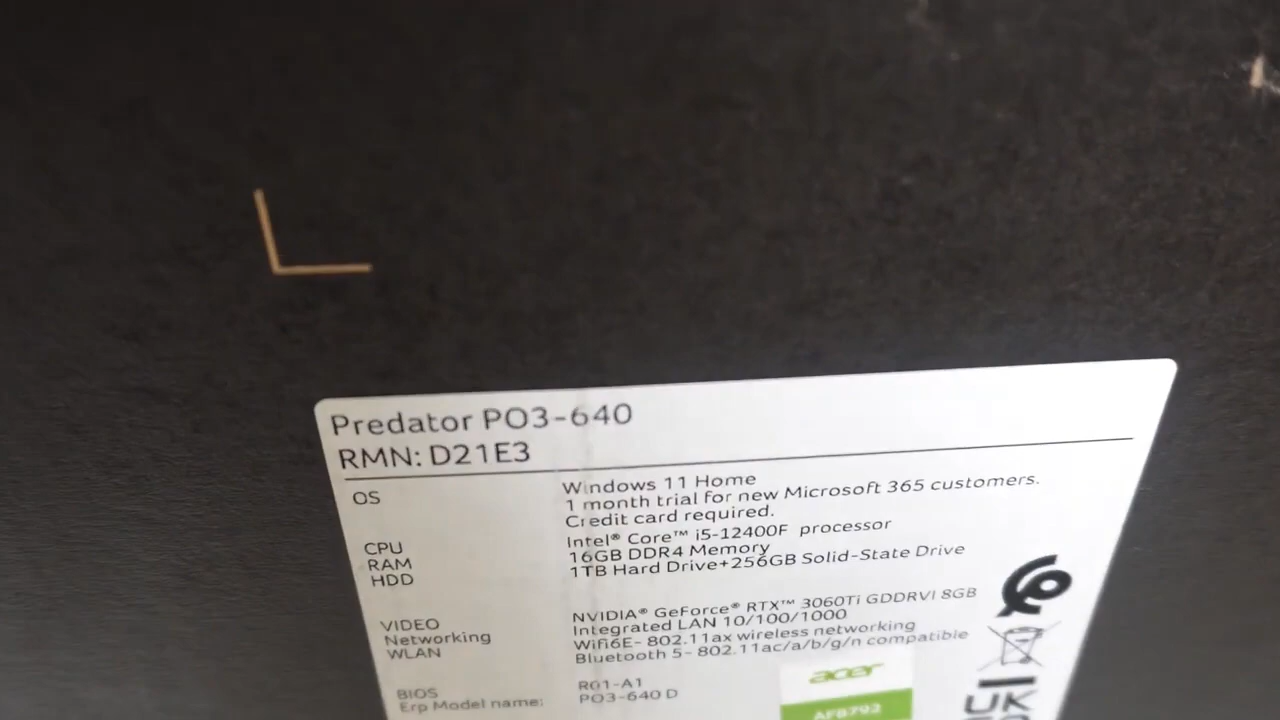 Predator PO3-640
RMN: D21E3
OS Windows 11 Home
1 month trial for new Microsoft 365 customers.
Credit card required.
CPU Intel® Core™ i5-12400F processor
RAM 16GB DDR4 Memory
HDD 1TB Hard Drive+256GB Solid-State Drive
VIDEO NVIDIA® GeForce® RTX™ 3060Ti GDDRVI 8GB
Networking Integrated LAN 10/100/1000
WLAN Wifi6E- 802.11ax wireless networking
Bluetooth 5- 802.11ac/a/b/g/n compatible
BIOS R01-A1
Erp Model name: PO3-640 D
acer
AFB792
UK